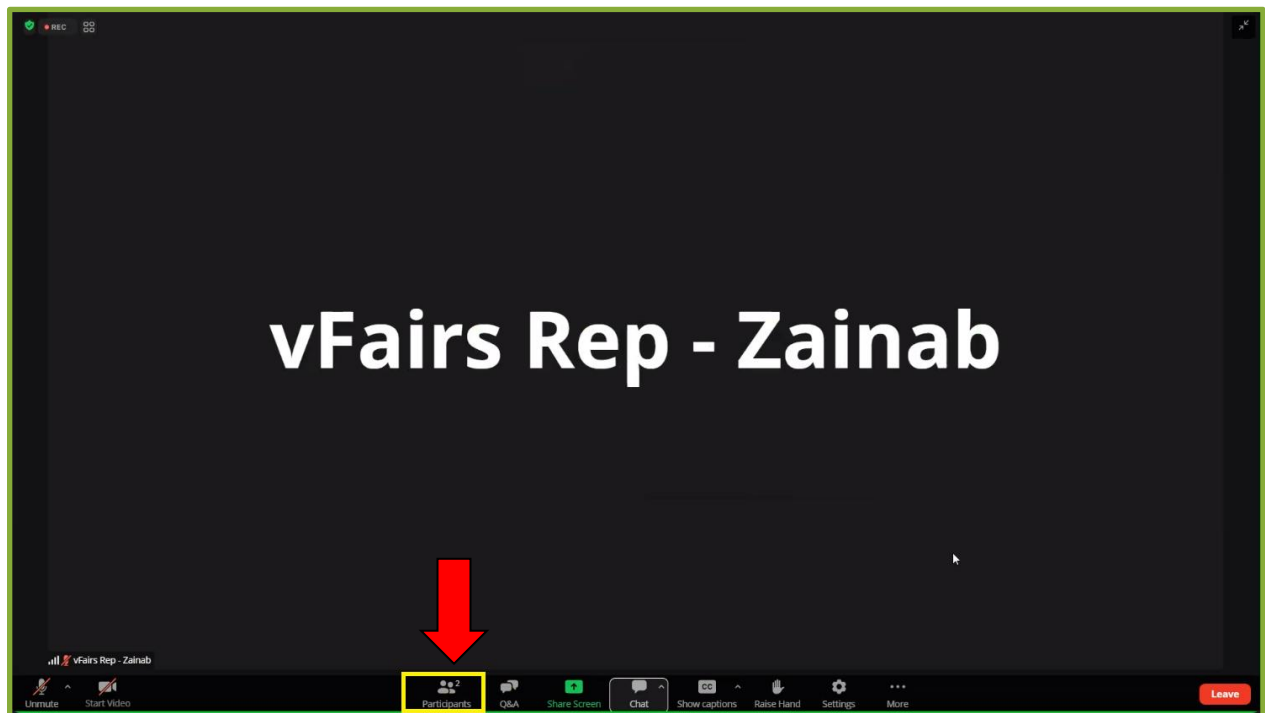 REC
vFairs Rep - Zainab
vFairs Rep - Zainab
2
CC
Unmute Start Video Participants Q&A Share Screen Chat Show captions Raise Hand Settings More Leave